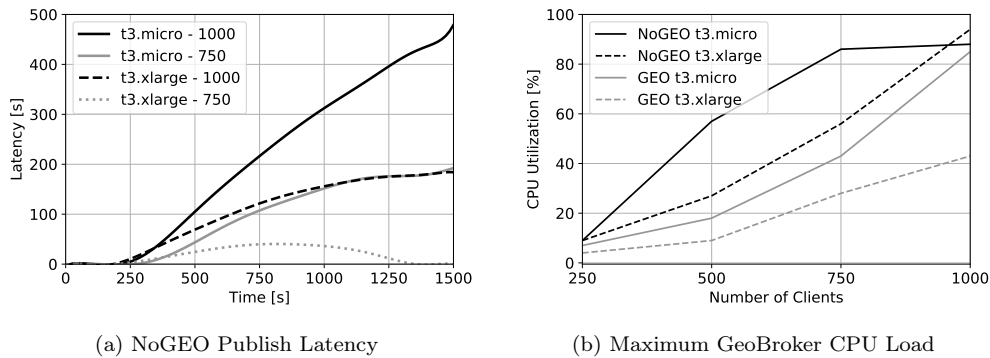 500
400
300
200
100
0
Latency [s]
t3.micro - 1000
t3.micro - 750
t3.xlarge - 1000
t3.xlarge - 750
0 250 500 750 1000 1250 1500
Time [s]
(a) NoGEO Publish Latency
100
80
60
40
20
0
CPU Utilization [%]
NoGEO t3.micro
NoGEO t3.xlarge
GEO t3.micro
GEO t3.xlarge
250 500 750 1000
Number of Clients
(b) Maximum GeoBroker CPU Load